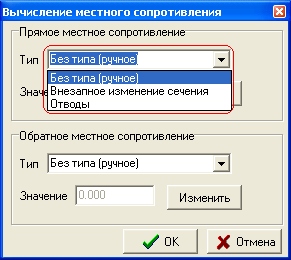 Вычисление местного сопротивления
Прямое местное сопротивление
Тип Без типа (ручное)
Без типа (ручное)
Внезапное изменение сечения
Отводы
Обратное местное сопротивление
Тип Без типа (ручное)
Значение 0.000 Изменить
OK Отмена